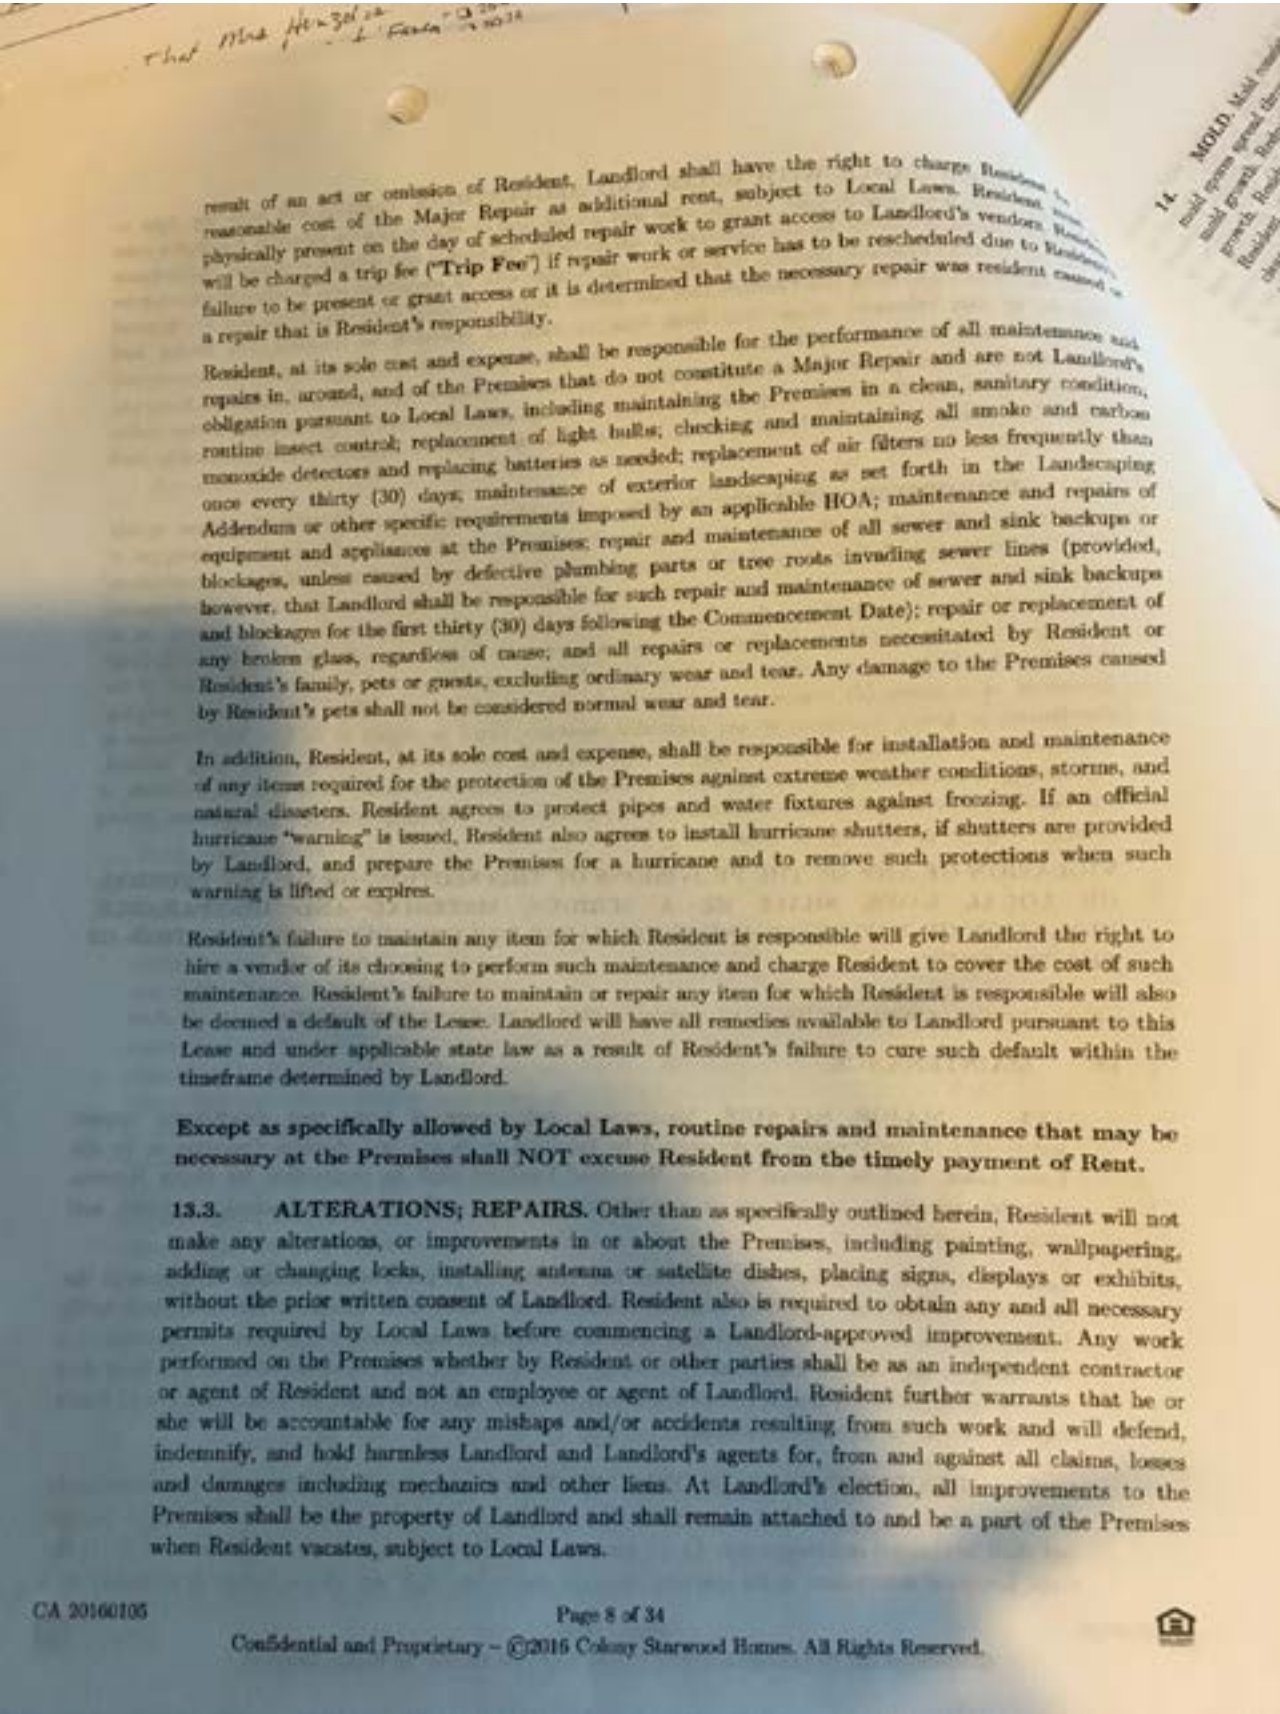 That Mrs
result of an act or omission of Resident, Landlord shall have the right to charge Resident
reasonable cost of the Major Repair as additional rent, subject to Local Laws. Resident must
physically present on the day of scheduled repair work to grant access to Landlord's vendors. Resident
will be charged a trip fee ("Trip Fee") if repair work or service has to be rescheduled due to Resident's
failure to be present or grant access or it is determined that the necessary repair was resident caused or
a repair that is Resident's responsibility.
Resident, at its sole cost and expense, shall be responsible for the performance of all maintenance and
repairs in, around, and of the Premises that do not constitute a Major Repair and are not Landlord's
obligation pursuant to Local Laws, including maintaining the Premises in a clean, sanitary condition,
routine insect control; replacement of light bulbs; checking and maintaining all smoke and carbon
monoxide detectors and replacing batteries as needed; replacement of air filters no less frequently than
once every thirty (30) days; maintenance of exterior landscaping as set forth in the Landscaping
Addendum or other specific requirements imposed by an applicable HOA; maintenance and repairs of
equipment and appliances at the Premises; repair and maintenance of all sewer and sink backups or
blockages, unless caused by defective plumbing parts or tree roots invading sewer lines (provided,
however, that Landlord shall be responsible for such repair and maintenance of sewer and sink backups
and blockages for the first thirty (30) days following the Commencement Date); repair or replacement of
any broken glass, regardless of cause; and all repairs or replacements necessitated by Resident or
Resident's family, pets or guests, excluding ordinary wear and tear. Any damage to the Premises caused
by Resident's pets shall not be considered normal wear and tear.
In addition, Resident, at its sole cost and expense, shall be responsible for installation and maintenance
of any items required for the protection of the Premises against extreme weather conditions, storms, and
natural disasters. Resident agrees to protect pipes and water fixtures against freezing. If an official
hurricane "warning" is issued, Resident also agrees to install hurricane shutters, if shutters are provided
by Landlord, and prepare the Premises for a hurricane and to remove such protections when such
warning is lifted or expires.
Resident's failure to maintain any item for which Resident is responsible will give Landlord the right to
hire a vendor of its choosing to perform such maintenance and charge Resident to cover the cost of such
maintenance. Resident's failure to maintain or repair any item for which Resident is responsible will also
be deemed a default of the Lease. Landlord will have all remedies available to Landlord pursuant to this
Lease and under applicable state law as a result of Resident's failure to cure such default within the
timeframe determined by Landlord.
Except as specifically allowed by Local Laws, routine repairs and maintenance that may be
necessary at the Premises shall NOT excuse Resident from the timely payment of Rent.
13.3. ALTERATIONS; REPAIRS. Other than as specifically outlined herein, Resident will not
make any alterations, or improvements in or about the Premises, including painting, wallpapering,
adding or changing locks, installing antenna or satellite dishes, placing signs, displays or exhibits,
without the prior written consent of Landlord. Resident also is required to obtain any and all necessary
permits required by Local Laws before commencing a Landlord-approved improvement. Any work
performed on the Premises whether by Resident or other parties shall be as an independent contractor
or agent of Resident and not an employee or agent of Landlord. Resident further warrants that he or
she will be accountable for any mishaps and/or accidents resulting from such work and will defend,
indemnify, and hold harmless Landlord and Landlord's agents for, from and against all claims, losses
and damages including mechanics and other liens. At Landlord's election, all improvements to the
Premises shall be the property of Landlord and shall remain attached to and be a part of the Premises
when Resident vacates, subject to Local Laws.
CA 20160105
Page 8 of 34
Confidential and Proprietary – ©2016 Colony Starwood Homes. All Rights Reserved.
14. MOLD. Mold
mold spores spread
mold growth.
growth.
Resident